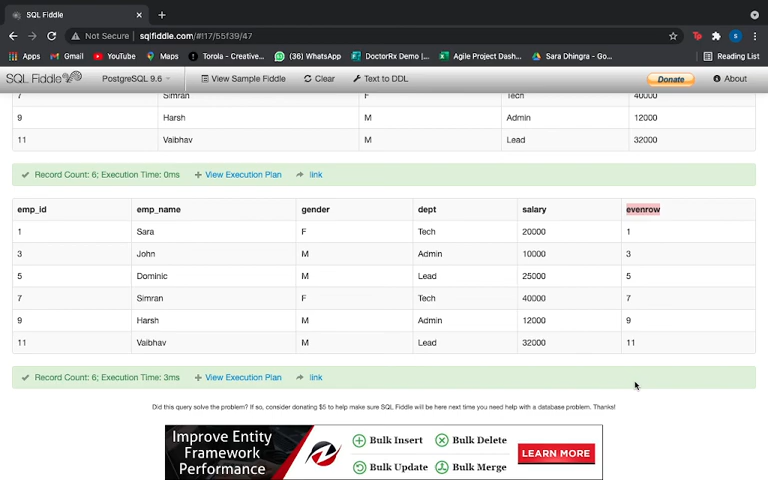 SQL Fiddle
Not Secure | sqlfiddle.com/#!17/55f39/47
Apps Gmail YouTube Maps Torola - Creative... (36) WhatsApp DoctorRx Demo |... Agile Project Dash... Sara Dhingra - Go... Reading List
SQL Fiddle PostgreSQL 9.6 View Sample Fiddle Clear Text to DDL Donate About
7 Simran F Tech 40000
9 Harsh M Admin 12000
11 Vaibhav M Lead 32000
Record Count: 6; Execution Time: 0ms View Execution Plan link
emp_id emp_name gender dept salary evenrow
1 Sara F Tech 20000 1
3 John M Admin 10000 3
5 Dominic M Lead 25000 5
7 Simran F Tech 40000 7
9 Harsh M Admin 12000 9
11 Vaibhav M Lead 32000 11
Record Count: 6; Execution Time: 3ms View Execution Plan link
Did this query solve the problem? If so, consider donating $5 to help make sure SQL Fiddle will be here next time you need help with a database problem. Thanks!
Improve Entity
Framework
Performance
Bulk Insert Bulk Delete
Bulk Update Bulk Merge
LEARN MORE